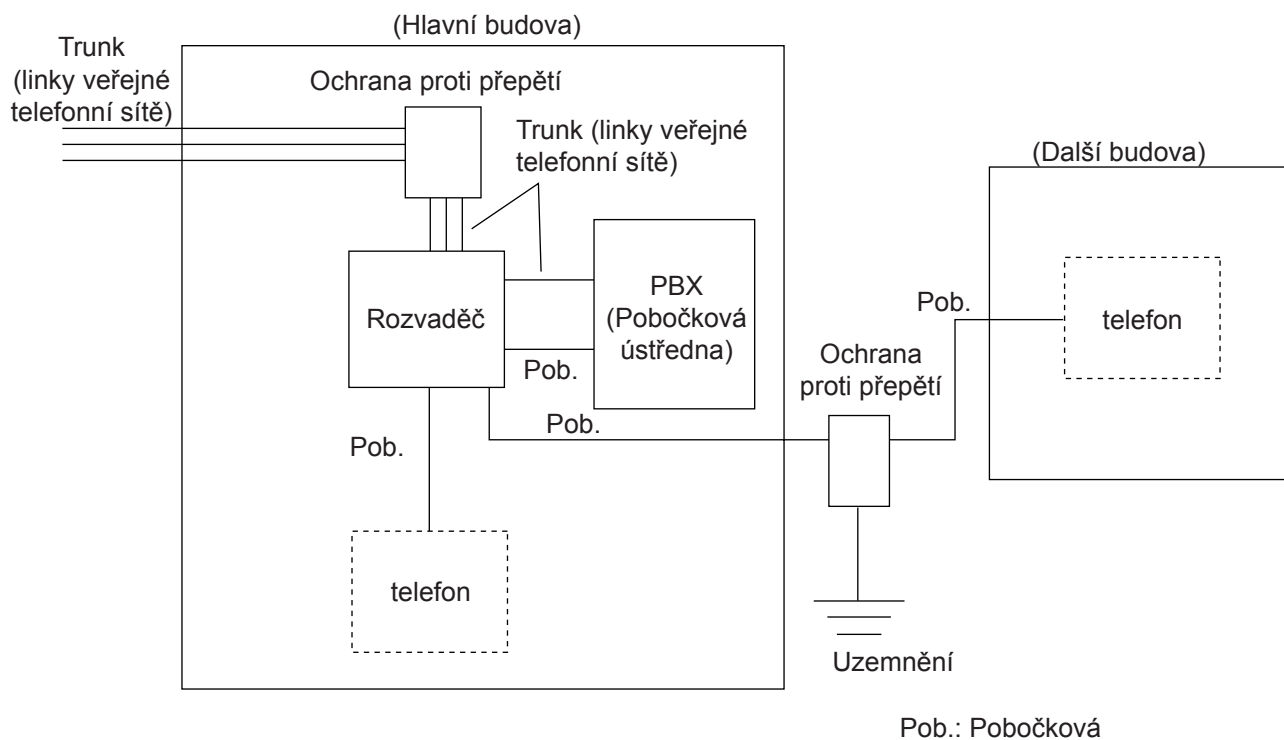 (Hlavní budova)
Trunk
(linky veřejné
telefonní sítě)
Ochrana proti přepětí
Trunk (linky veřejné
telefonní sítě)
(Další budova)
Rozvaděč
PBX
(Pobočková
ústředna)
Pob.
telefon
Pob.
Ochrana
proti přepětí
Pob.
Pob.
telefon
Uzemnění
Pob.: Pobočková